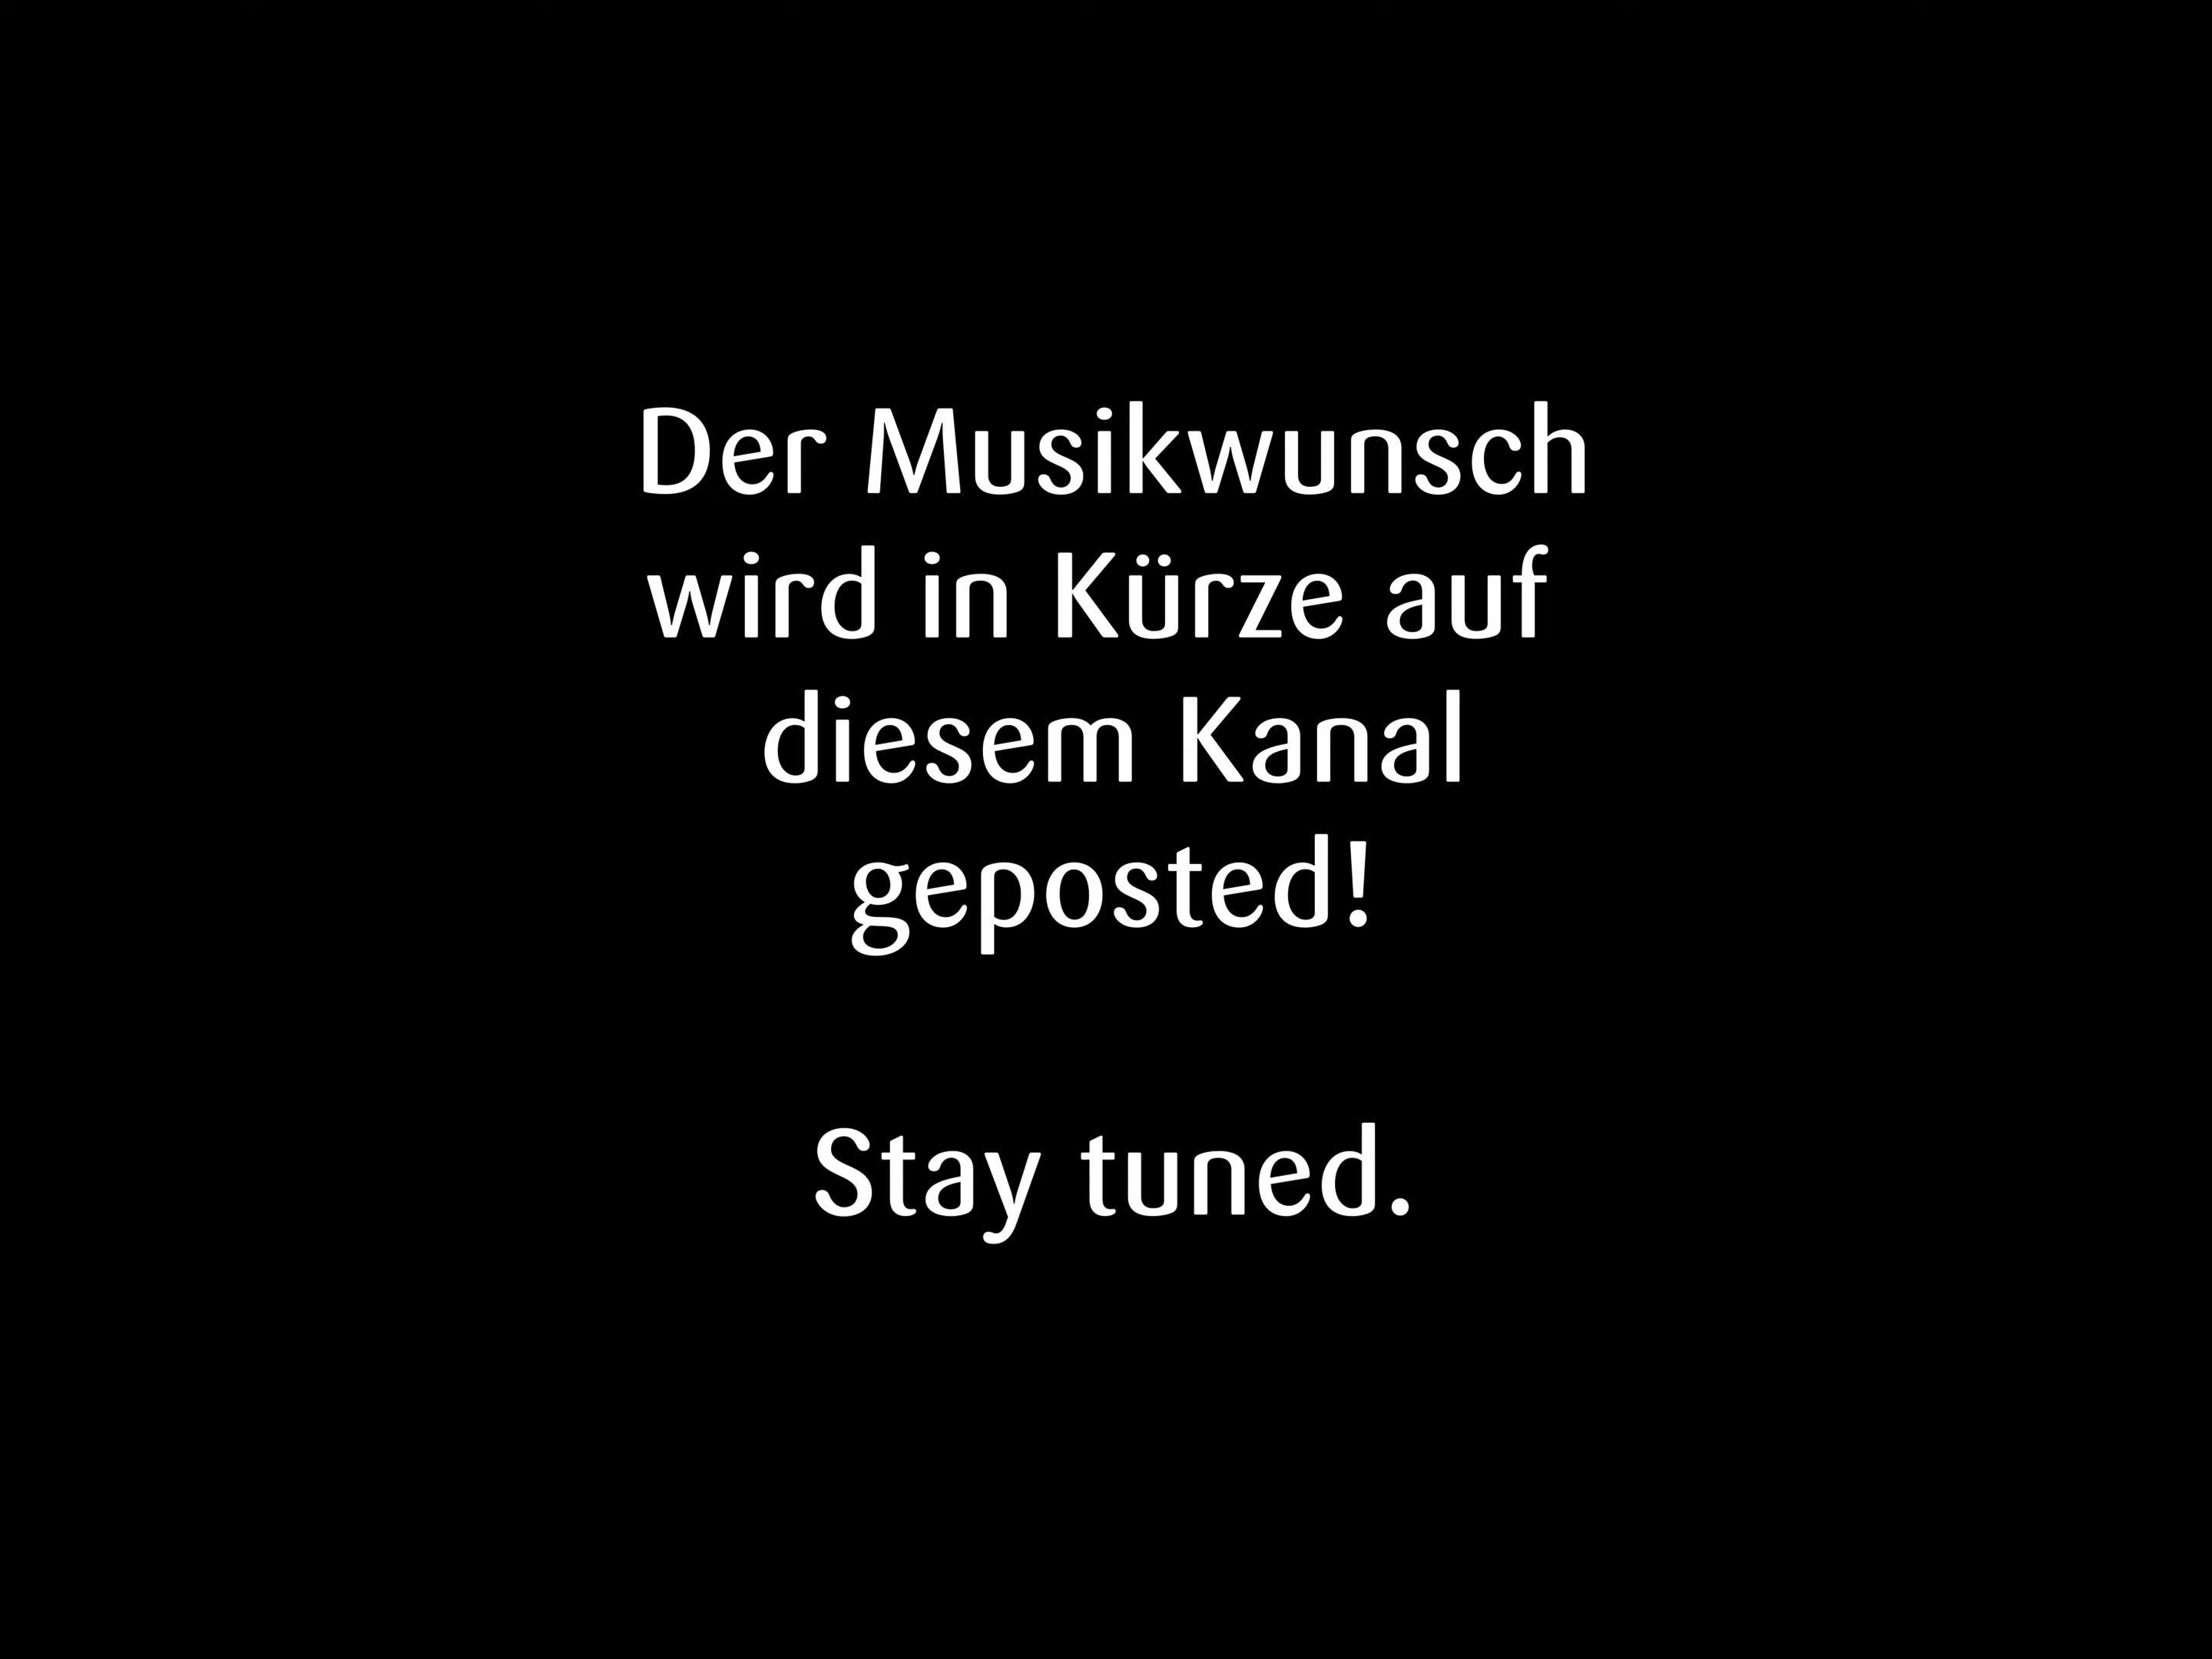 Der Musikwunsch
wird in Kürze auf
diesem Kanal
geposted!
Stay tuned.